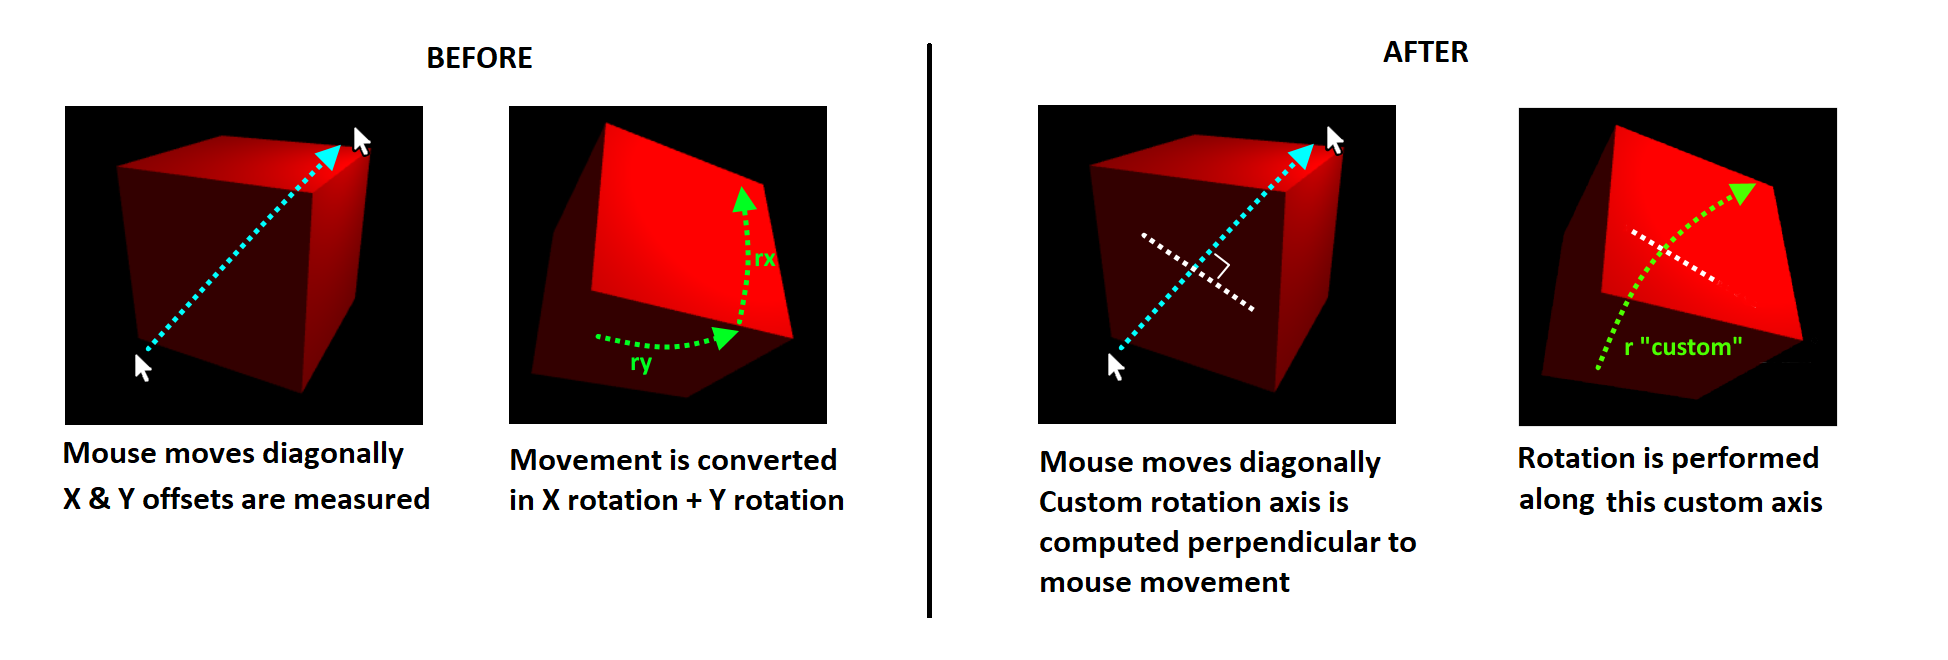 BEFORE
rx
ry
Mouse moves diagonally
X & Y offsets are measured
Movement is converted
in X rotation + Y rotation
AFTER
Mouse moves diagonally
Custom rotation axis is
computed perpendicular to
mouse movement
r "custom"
Rotation is performed
along this custom axis